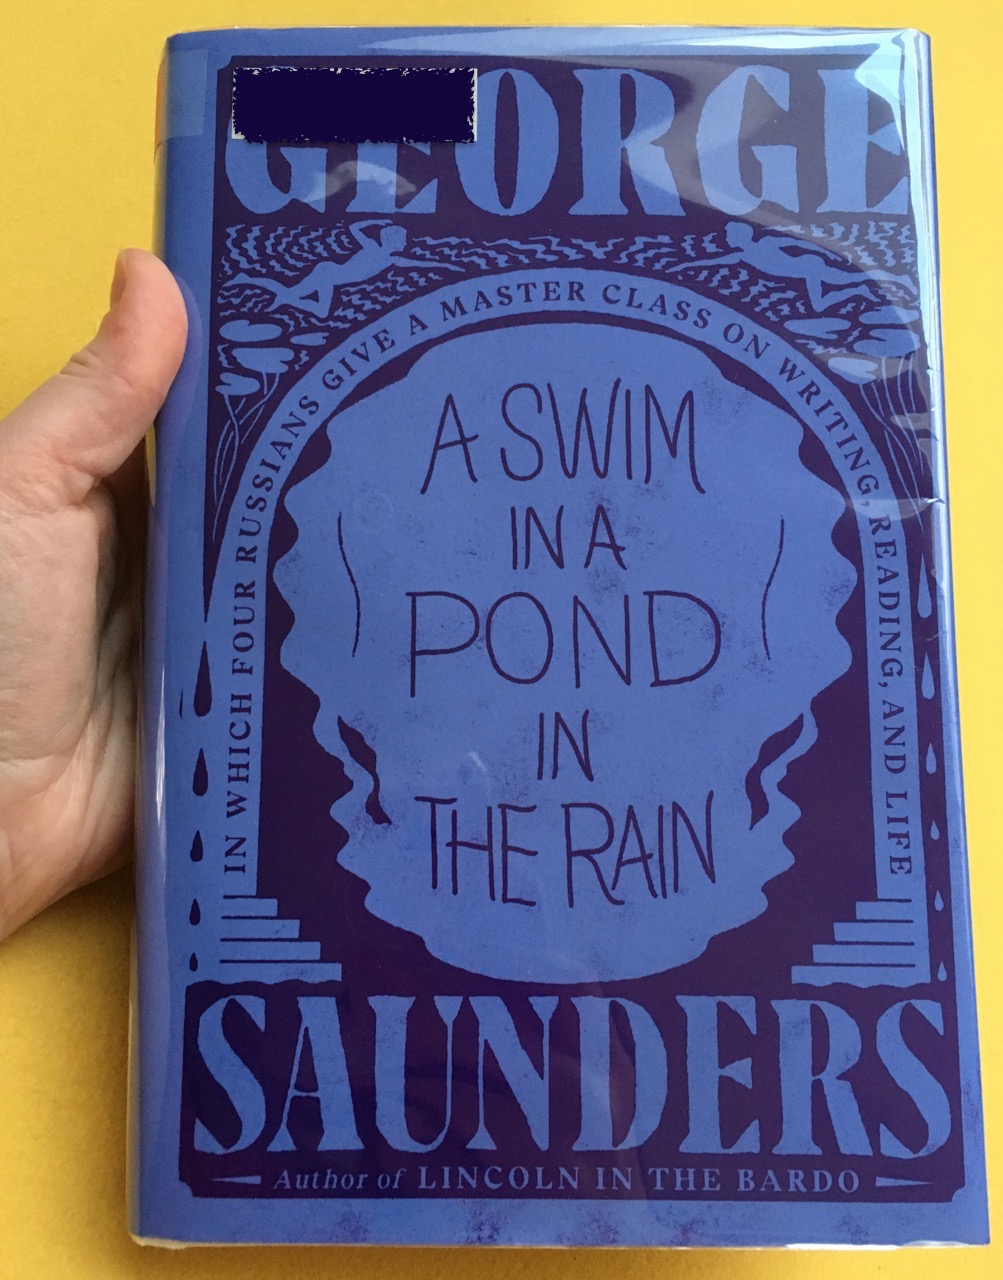 GEORGE
IN WHICH FOUR RUSSIANS GIVE A MASTER CLASS ON WRITING, READING, AND LIFE
A SWIM
IN A
POND
IN
THE RAIN
SAUNDERS
Author of LINCOLN IN THE BARDO